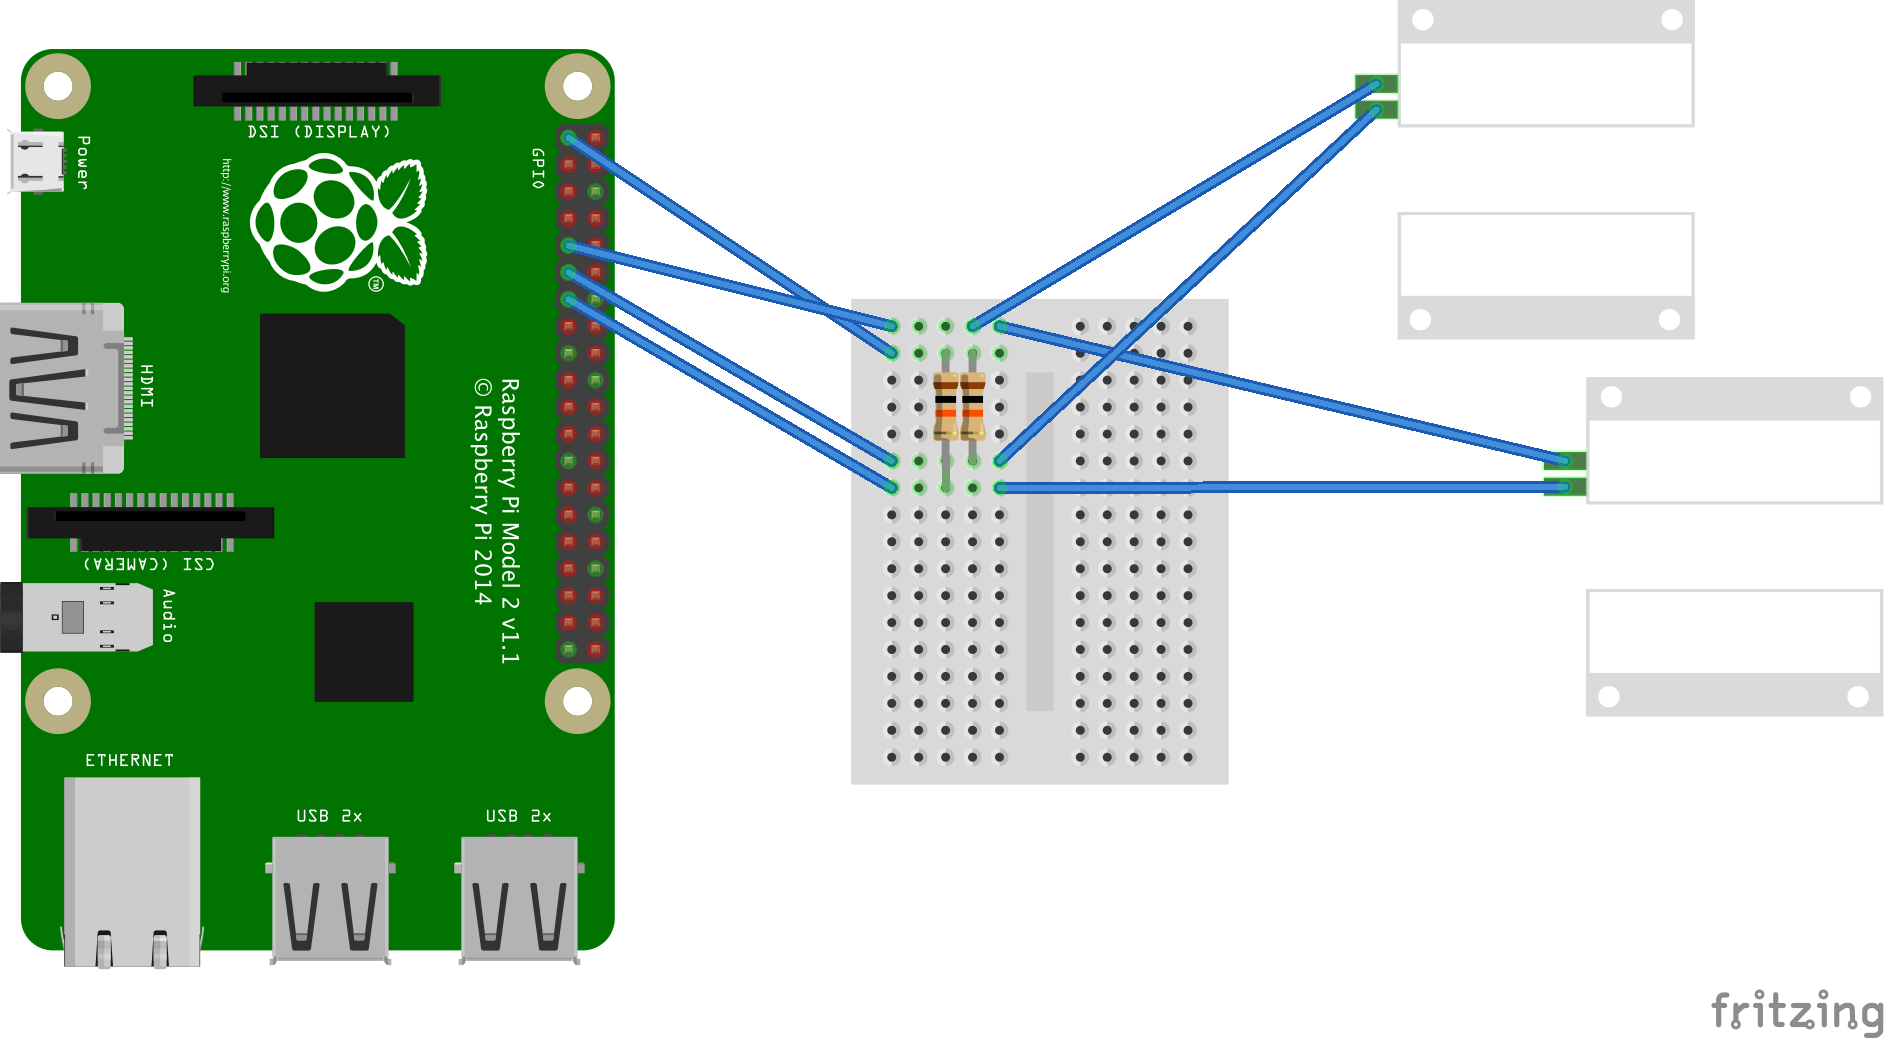 DSI (DISPLAY)
Power
GPIO
http://www.raspberrypi.org
TM
HDMI
Raspberry Pi Model 2 v1.1
© Raspberry Pi 2014
CSI (CAMERA)
Audio
ETHERNET
USB 2x
USB 2x
fritzing